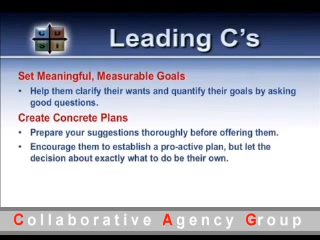 Leading C's
Set Meaningful, Measurable Goals
• Help them clarify their wants and quantify their goals by asking
good questions.
Create Concrete Plans
• Prepare your suggestions thoroughly before offering them.
• Encourage them to establish a pro-active plan, but let the
decision about exactly what to do be their own.
Collaborative Agency Group